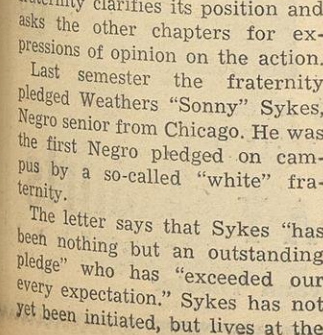 fraternity clarifies its position and
asks the other chapters for ex-
pressions of opinion on the action.
Last semester the fraternity
pledged Weathers “Sonny” Sykes,
Negro senior from Chicago. He was
the first Negro pledged on cam-
pus by a so-called “white” fra-
ternity.
The letter says that Sykes “has
been nothing but an outstanding
pledge” who has “exceeded our
every expectation.” Sykes has not
yet been initiated, but lives at the